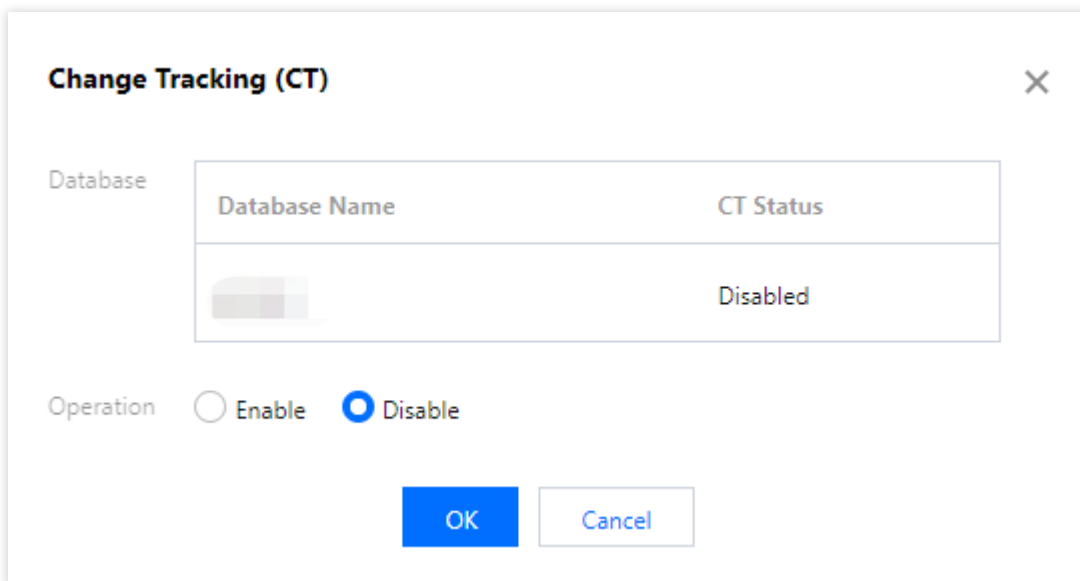 Change Tracking (CT)
Database
Database Name CT Status
Disabled
Operation Enable Disable
OK Cancel